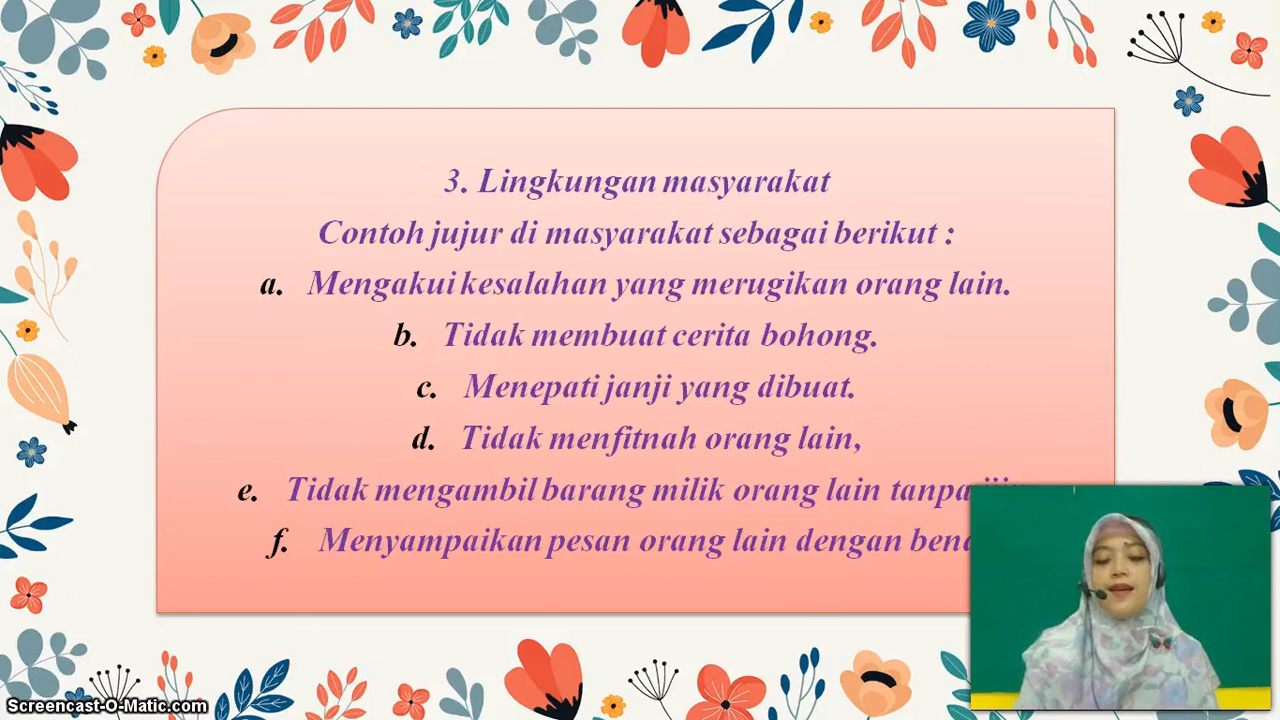 3. Lingkungan masyarakat
Contoh jujur di masyarakat sebagai berikut :
a. Mengakui kesalahan yang merugikan orang lain.
b. Tidak membuat cerita bohong.
c. Menepati janji yang dibuat.
d. Tidak menfitnah orang lain,
e. Tidak mengambil barang milik orang lain tanpa
f. Menyampaikan pesan orang lain dengan
Screencast-O-Matic.com